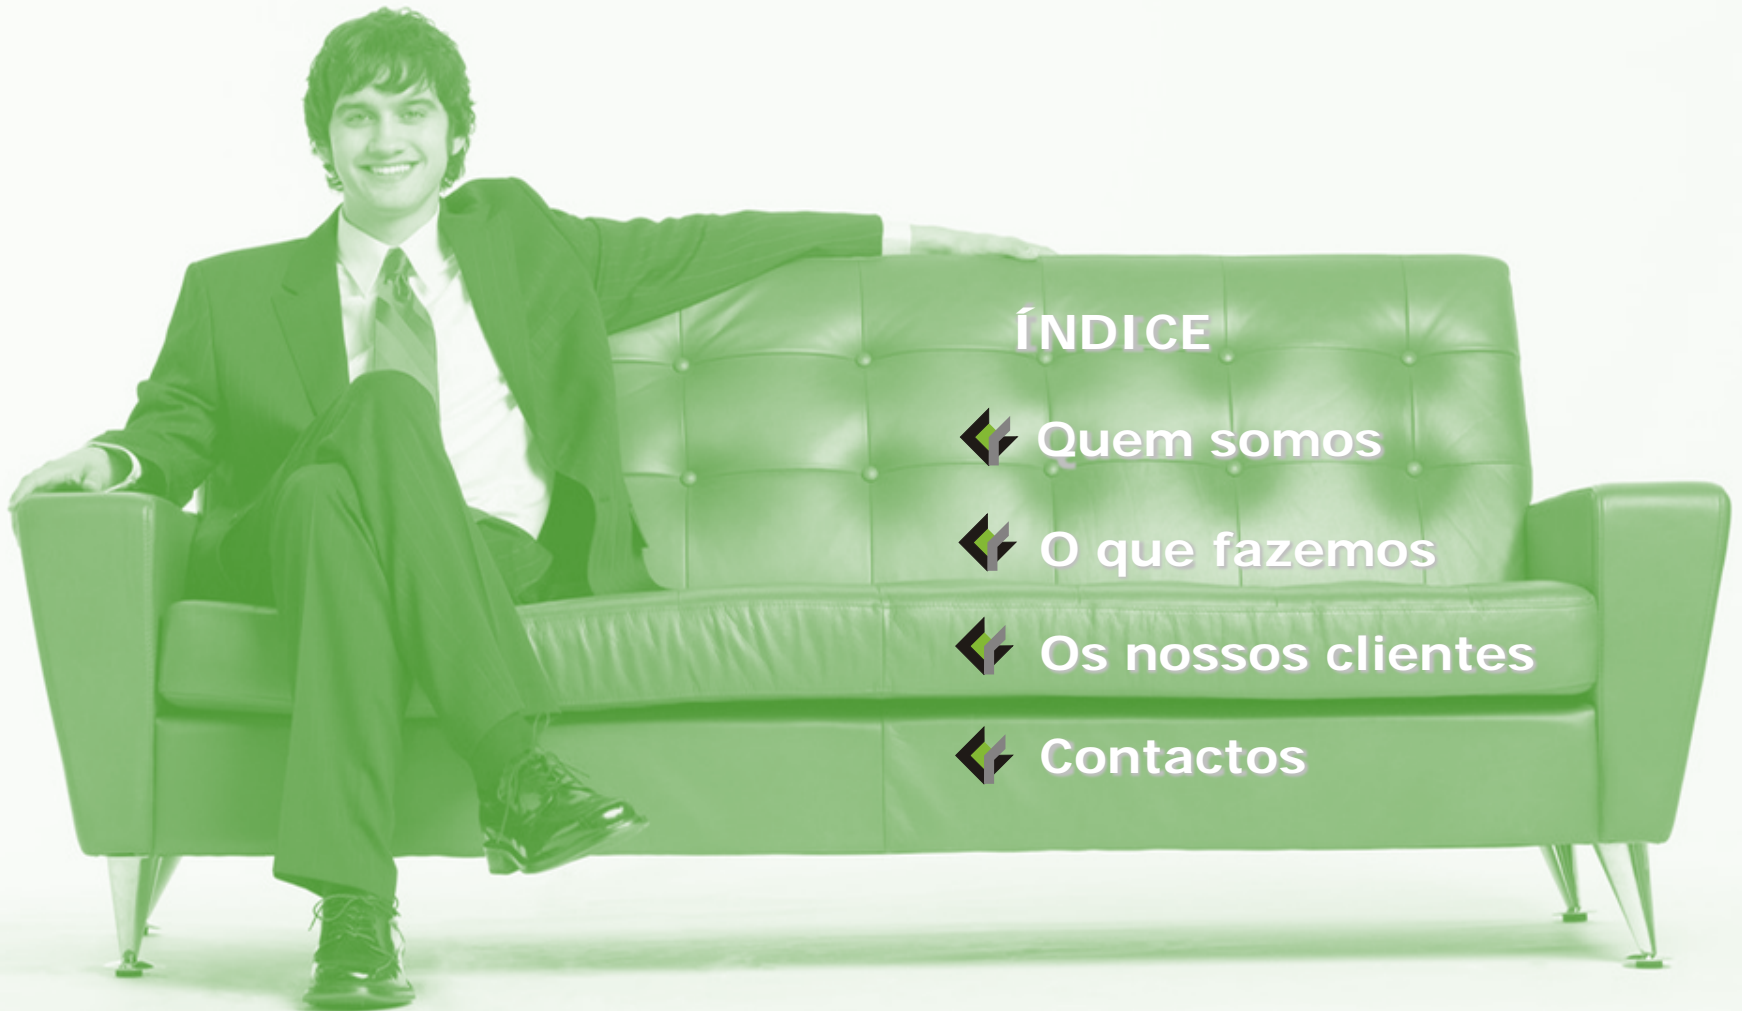 ÍNDICE
Quem somos
O que fazemos
Os nossos clientes
Contactos